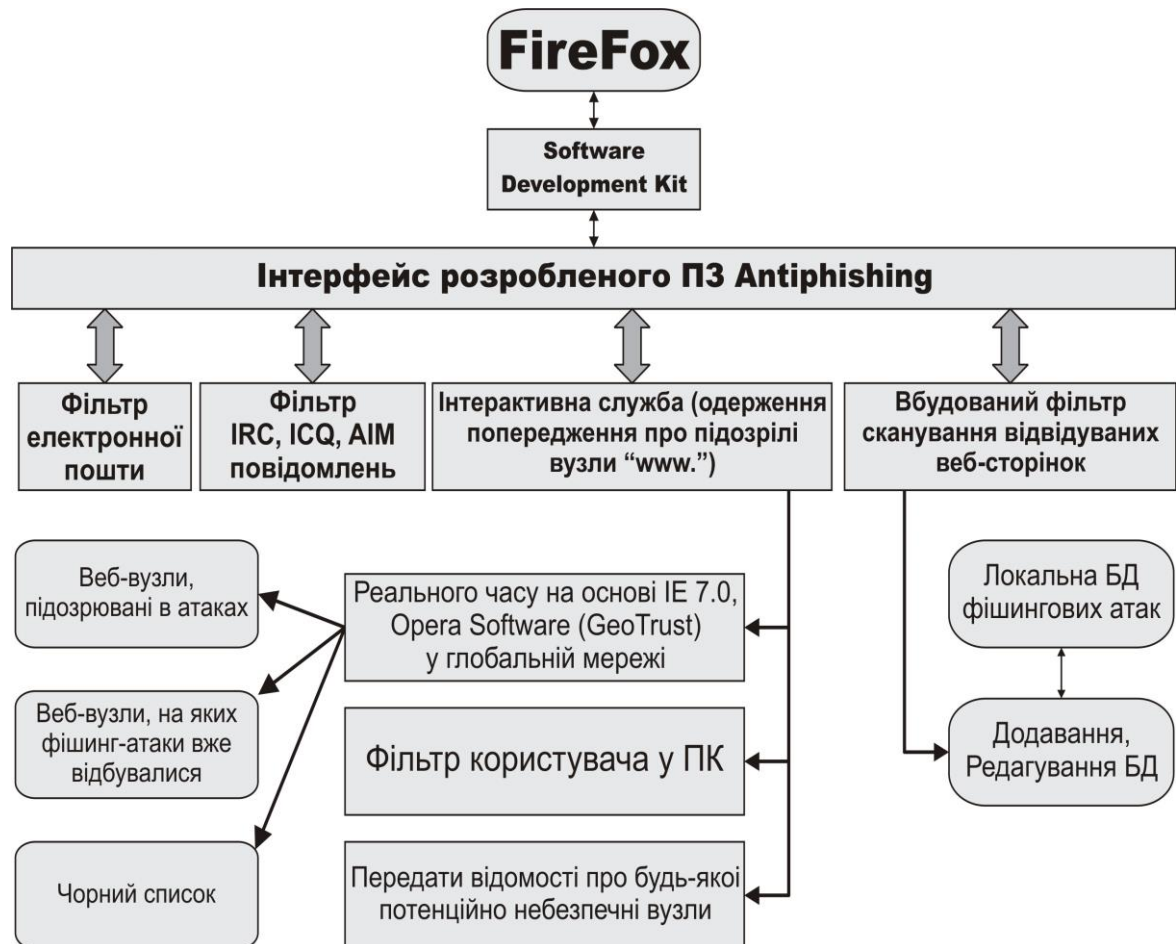 FireFox
Software
Development Kit
Інтерфейс розробленого ПЗ Antiphishing
Фільтр
електронної
пошти
Фільтр
IRC, ICQ, AIM
повідомлень
Інтерактивна служба (одерження
попередження про підозрілі
вузли “www.”)
Вбудований фільтр
сканування відвідуваних
веб-сторінок
Веб-вузли,
підозрювані в атаках
Веб-вузли, на яких
фішинг-атаки вже
відбувалися
Чорний список
Реального часу на основі IE 7.0,
Opera Software (GeoTrust)
у глобальній мережі
Фільтр користувача у ПК
Передати відомості про будь-якої
потенційно небезпечні вузли
Локальна БД
фішингових атак
Додавання,
Редагування БД